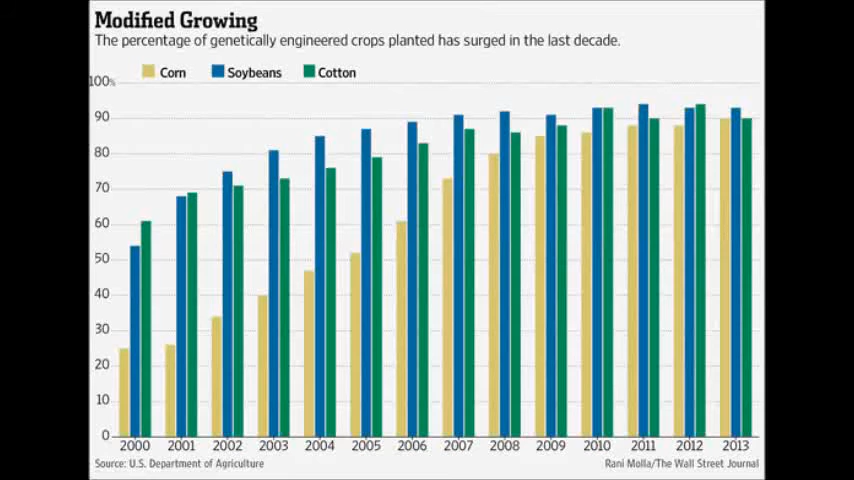 Modified Growing
The percentage of genetically engineered crops planted has surged in the last decade.
Corn Soybeans Cotton
100%
90
80
70
60
50
40
30
20
10
0
2000 2001 2002 2003 2004 2005 2006 2007 2008 2009 2010 2011 2012 2013
Source: U.S. Department of Agriculture Rani Molla/The Wall Street Journal